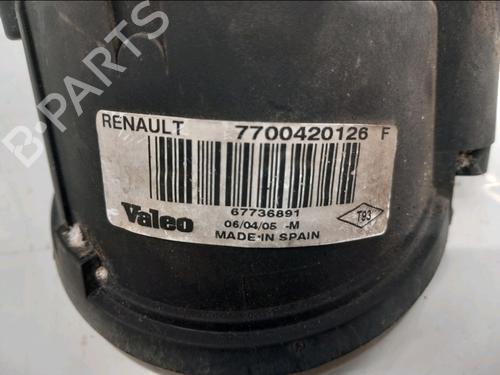 B-PARTS
RENAULT 7700420126 F
67736891
Valeo 06/04/05 -M T93
MADE IN SPAIN